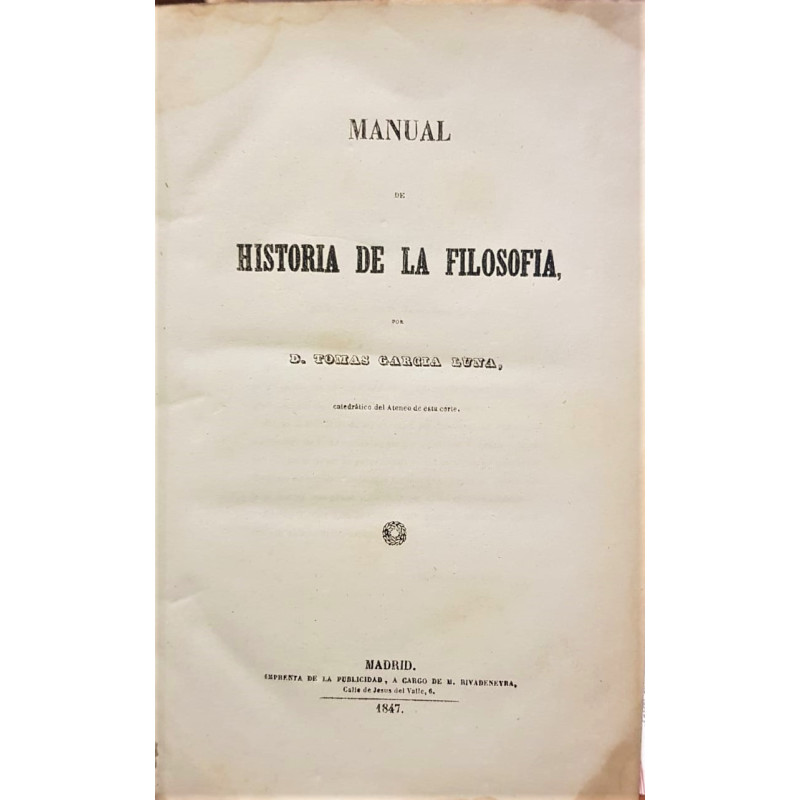 MANUAL
DE
HISTORIA DE LA FILOSOFIA,
POR
D. TOMAS GARCIA LUNA,
catedrático del Ateneo de esta córte.
MADRID.
IMPRENTA DE LA PUBLICIDAD, A CARGO DE M. RIVADENEYRA,
Calle de Jesus del Valle, 6.
1847.